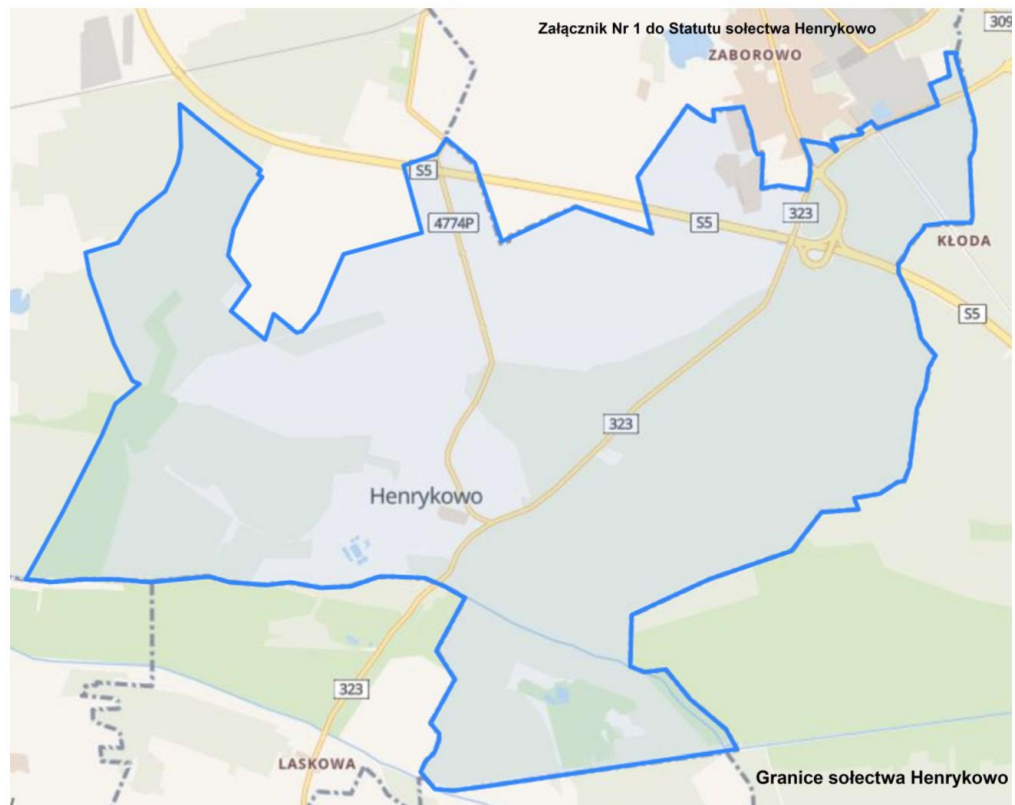 Załącznik Nr 1 do Statutu sołectwa Henrykowo
309
ZABOROWO
S5
4774P
S5
323
KŁODA
S5
323
Henrykowo
323
LASKOWA
Granice sołectwa Henrykowo